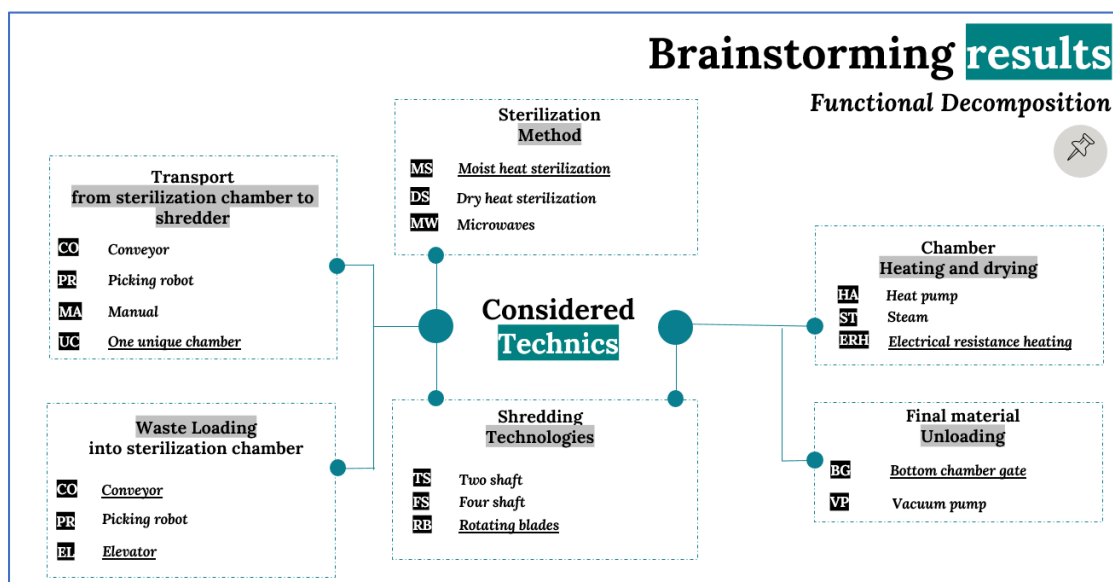 Brainstorming results
Functional Decomposition
Sterilization
Method
MS Moist heat sterilization
DS Dry heat sterilization
MW Microwaves
Transport
from sterilization chamber to
shredder
CO Conveyor
PR Picking robot
MA Manual
UC One unique chamber
Considered
Technics
Chamber
Heating and drying
HA Heat pump
ST Steam
ERH Electrical resistance heating
Waste Loading
into sterilization chamber
CO Conveyor
PR Picking robot
EL Elevator
Shredding
Technologies
TS Two shaft
FS Four shaft
RB Rotating blades
Final material
Unloading
BG Bottom chamber gate
VP Vacuum pump